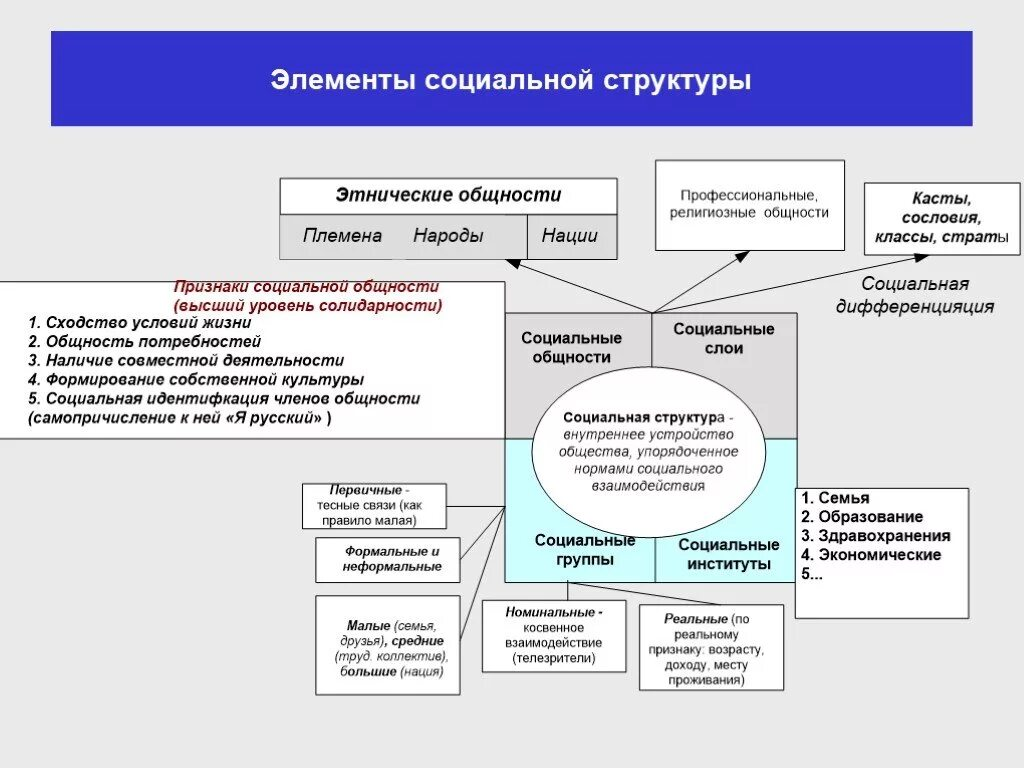 Элементы социальной структуры
Этнические общности
Племена Народы Нации
Профессиональные,
религиозные общности
Касты,
сословия,
классы, страты
Социальная
дифференцияция
Признаки социальной общности
(высший уровень солидарности)
1. Сходство условий жизни
2. Общность потребностей
3. Наличие совместной деятельности
4. Формирование собственной культуры
5. Социальная идентифкация членов общности
(самопричисление к ней «Я русский» )
Социальные
общности
Социальные
слои
Социальная структура -
внутреннее устройство
общества, упорядоченное
нормами социального
взаимодействия
Социальные
группы
Социальные
институты
1. Семья
2. Образование
3. Здравохранения
4. Экономические
5...
Первичные -
тесные связи (как
правило малая)
Формальные и
неформальные
Малые (семья,
друзья), средние
(труд. коллектив),
большие (нация)
Номинальные -
косвенное
взаимодействие
(телезрители)
Реальные (по
реальному
признаку: возрасту,
доходу, месту
проживания)